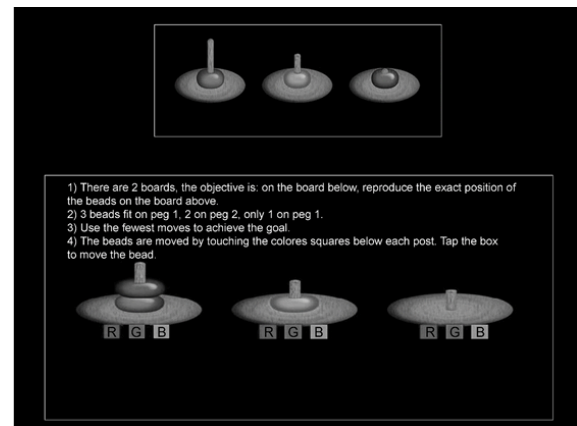 1) There are 2 boards, the objective is: on the board below, reproduce the exact position of
the beads on the board above.
2) 3 beads fit on peg 1, 2 on peg 2, only 1 on peg 1.
3) Use the fewest moves to achieve the goal.
4) The beads are moved by touching the colores squares below each post. Tap the box
to move the bead.
R G B R G B R G B